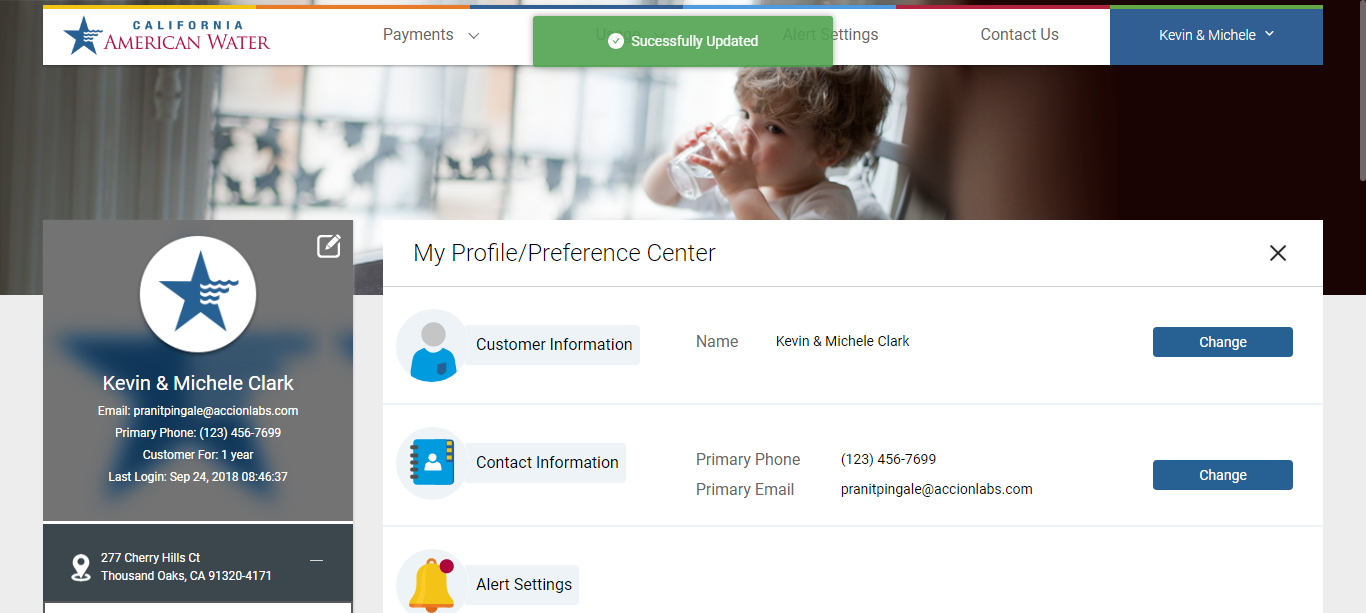 CALIFORNIA
AMERICAN WATER
Payments
Sucessfully Updated
Alert Settings
Contact Us
Kevin & Michele
My Profile/Preference Center
Kevin & Michele Clark
Email: pranitpingale@accionlabs.com
Primary Phone: (123) 456-7699
Customer For: 1 year
Last Login: Sep 24, 2018 08:46:37
277 Cherry Hills Ct
Thousand Oaks, CA 91320-4171
Customer Information
Name Kevin & Michele Clark
Change
Contact Information
Primary Phone (123) 456-7699
Primary Email pranitpingale@accionlabs.com
Change
Alert Settings